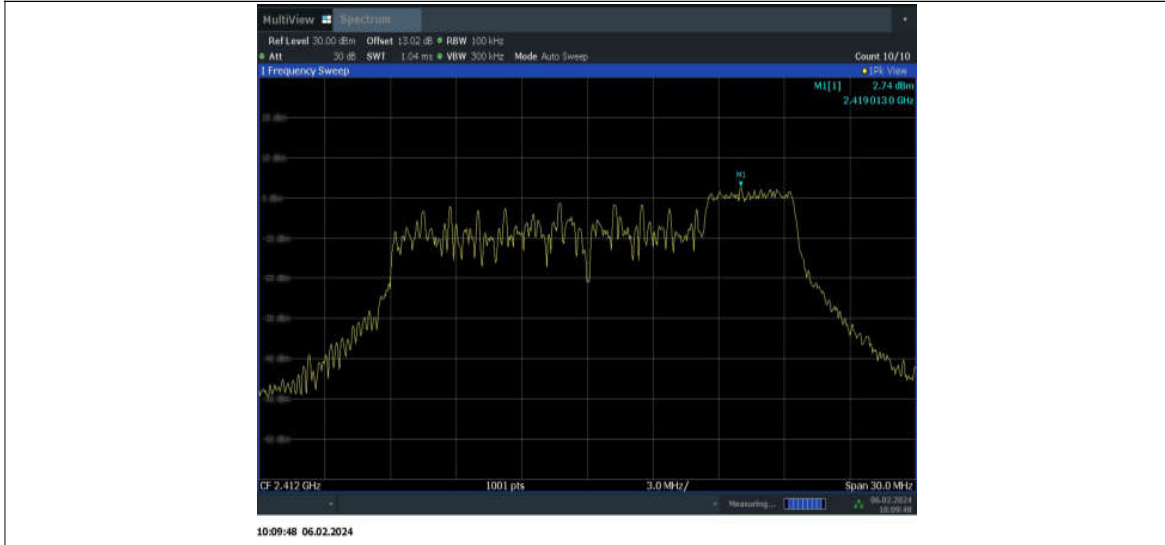 MultiView Spectrum
Ref Level 30.00 dBm Offset 13.02 dB RBW 100 kHz
Att 30 dB SWT 1.04 ms VBW 300 kHz Mode Auto Sweep Count 10/10
1 Frequency Sweep 1Pk View
M1[1] 2.74 dBm
2.4190130 GHz
M1
CF 2.412 GHz 1001 pts 3.0 MHz/ Span 30.0 MHz
Measuring... 06.02.2024
10:09:48
10:09:48 06.02.2024